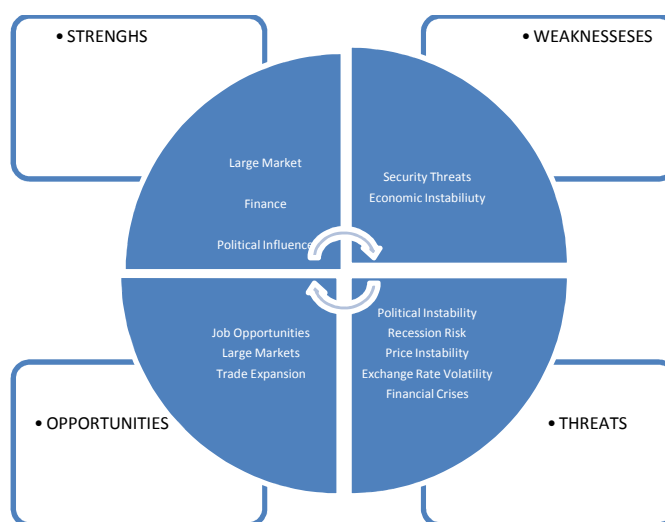 • STRENGHS
• WEAKNESSESES
Large Market
Finance
Political Influence
Security Threats
Economic Instabiliuty
Job Opportunities
Large Markets
Trade Expansion
Political Instability
Recession Risk
Price Instability
Exchange Rate Volatility
Financial Crises
• OPPORTUNITIES
• THREATS